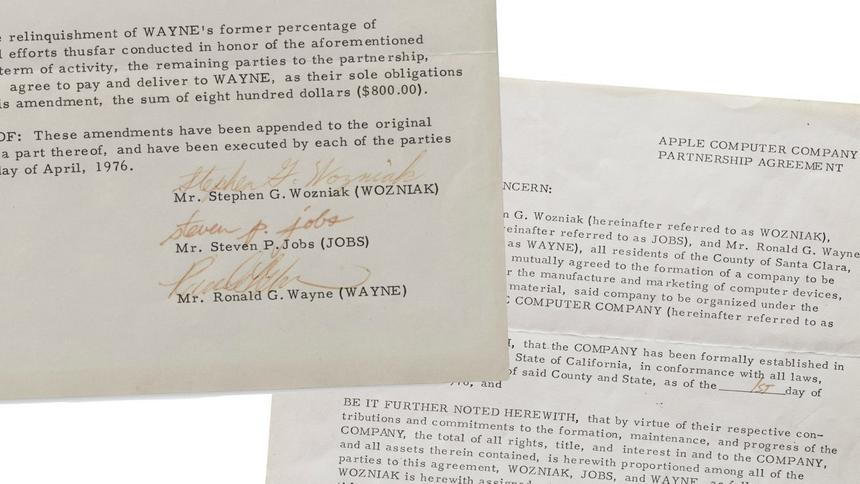 relinquishment of WAYNE's former percentage of
efforts thusfar conducted in honor of the aforementioned
term of activity, the remaining parties to the partnership,
agree to pay and deliver to WAYNE, as their sole obligations
is amendment, the sum of eight hundred dollars ($800.00).
OF: These amendments have been appended to the original
a part thereof, and have been executed by each of the parties
day of April, 1976.
Stephen G. Wozniak
Mr. Stephen G. Wozniak (WOZNIAK)
steven p. jobs
Mr. Steven P. Jobs (JOBS)
Mr. Ronald G. Wayne (WAYNE)
APPLE COMPUTER COMPANY
PARTNERSHIP AGREEMENT
NCERN:
n G. Wozniak (hereinafter referred to as WOZNIAK),
einafter referred to as JOBS), and Mr. Ronald G. Wayne
as WAYNE), all residents of the County of Santa Clara,
mutually agreed to the formation of a company to be
r the manufacture and marketing of computer devices,
material, said company to be organized under the
COMPUTER COMPANY (hereinafter referred to as
, that the COMPANY has been formally established in
State of California, in conformance with all laws,
of said County and State, as of the 1st day of
and
BE IT FURTHER NOTED HEREWITH, that by virtue of their respective con-
tributions and commitments to the formation, maintenance, and progress of the
COMPANY, the total of all rights, title, and interest in and to the COMPANY,
and all assets therein contained, is herewith proportioned among all of the
parties to this agreement, WOZNIAK, JOBS, and WAYNE, as
WOZNIAK is herewith